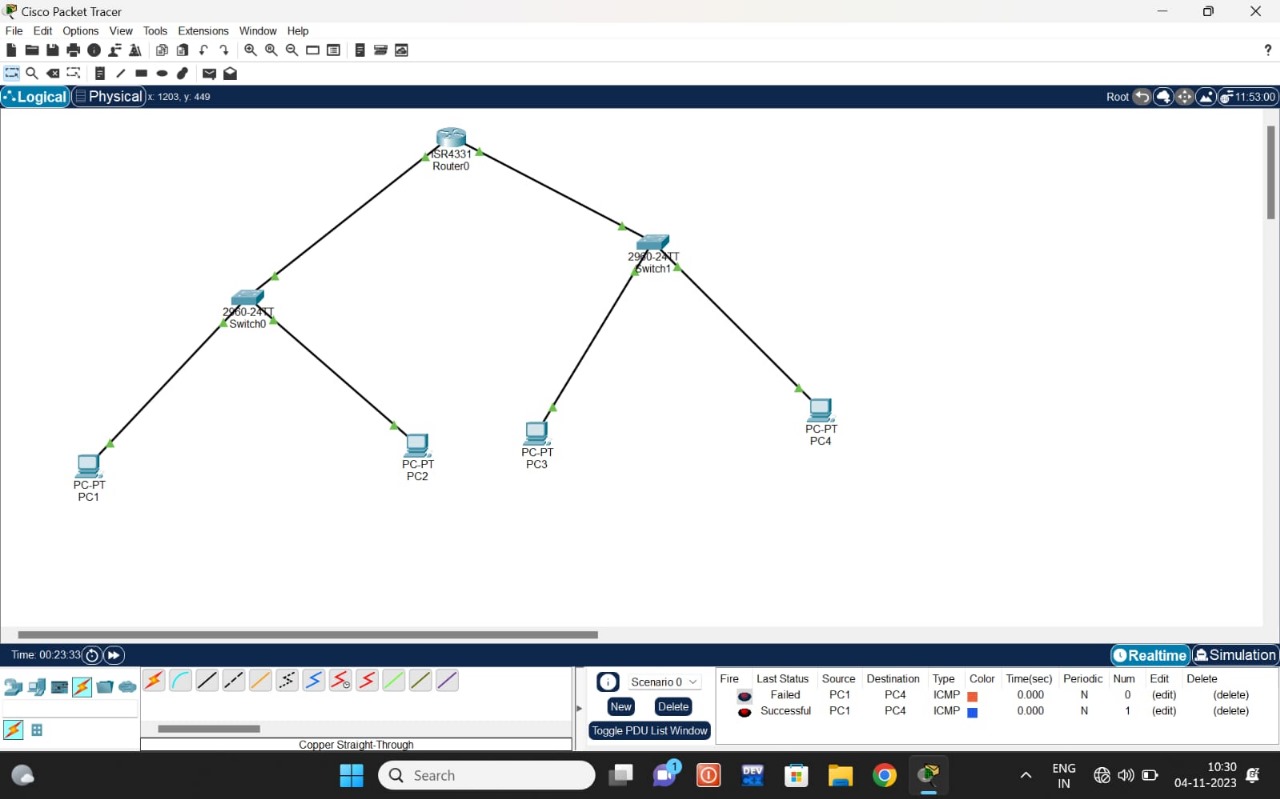 Cisco Packet Tracer
File Edit Options View Tools Extensions Window Help
?
Logical Physical x: 1203, y: 449 Root 11:53:00
ISR4331
Router0
2960-24TT
Switch1
2960-24TT
Switch0
PC-PT
PC4
PC-PT
PC3
PC-PT
PC2
PC-PT
PC1
Time: 00:23:33 Realtime Simulation
Scenario 0
New Delete
Toggle PDU List Window
Fire Last Status Source Destination Type Color Time(sec) Periodic Num Edit Delete
Failed PC1 PC4 ICMP 0.000 N 0 (edit) (delete)
Successful PC1 PC4 ICMP 0.000 N 1 (edit) (delete)
Copper Straight-Through
Search
1
DEV
ENG
IN
10:30
04-11-2023